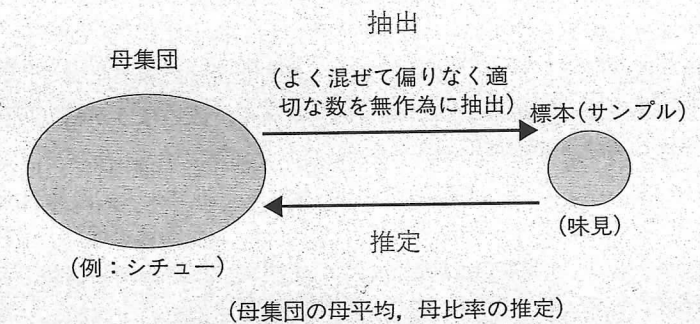 抽出
母集団
(よく混ぜて偏りなく適
切な数を無作為に抽出)
標本(サンプル)
推定
(味見)
(例：シチュー)
(母集団の母平均，母比率の推定)